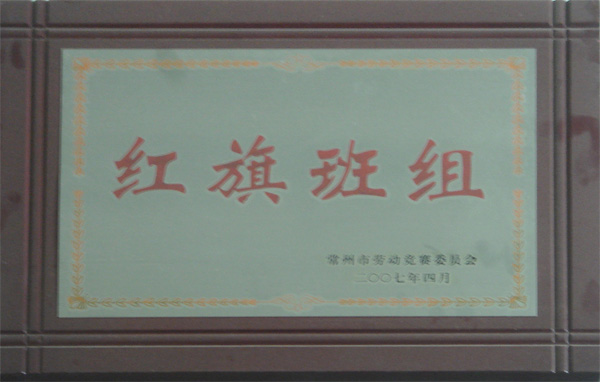 红旗班组
常州市劳动竞赛委员会
二〇〇七年四月